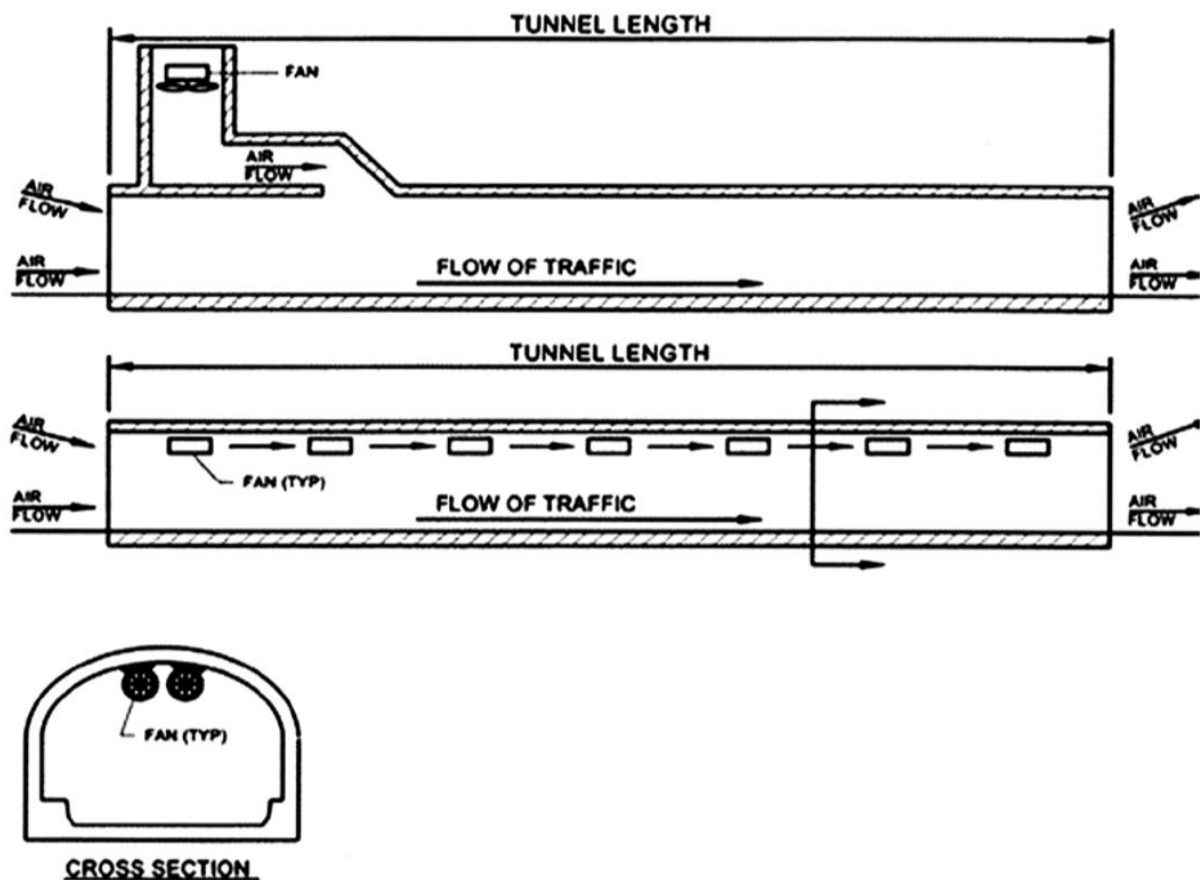 TUNNEL LENGTH
FAN
AIR
FLOW
AIR
FLOW
AIR
FLOW
AIR
FLOW
FLOW OF TRAFFIC
AIR
FLOW
TUNNEL LENGTH
AIR
FLOW
AIR
FLOW
FAN (TYP)
AIR
FLOW
FLOW OF TRAFFIC
AIR
FLOW
FAN (TYP)
CROSS SECTION